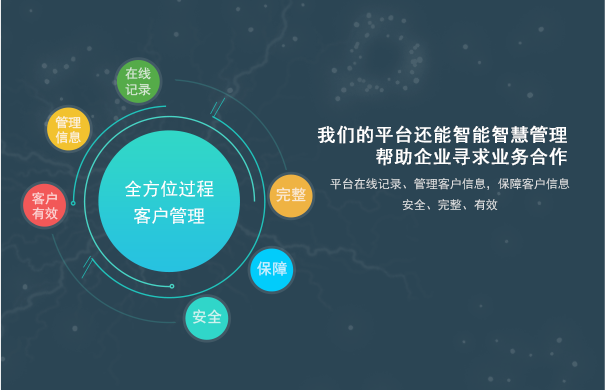 在线
记录
管理
信息
客户
有效
全方位过程
客户管理
完整
保障
安全
我们的平台还能智能智慧管理
帮助企业寻求业务合作
平台在线记录、管理客户信息，保障客户信息
安全、完整、有效